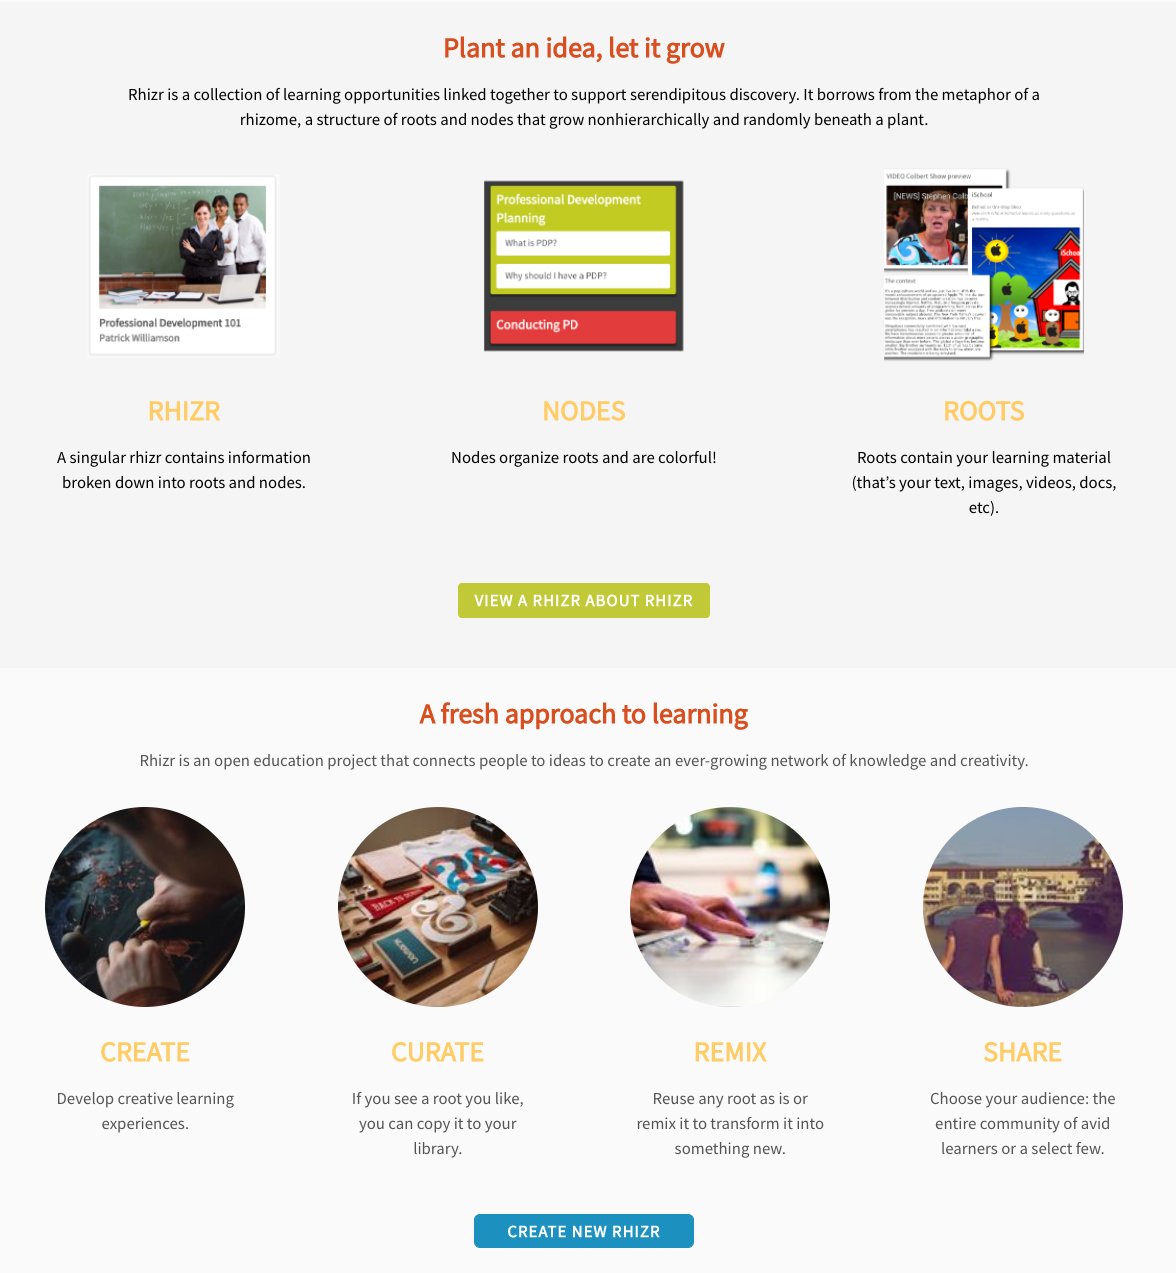 Plant an idea, let it grow
Rhizr is a collection of learning opportunities linked together to support serendipitous discovery. It borrows from the metaphor of a
rhizome, a structure of roots and nodes that grow nonhierarchically and randomly beneath a plant.
Professional Development 101
Patrick Williamson
Professional Development
Planning
What is PDP?
Why should I have a PDP?
Conducting PD
VIDEO Colbert Show preview
[NEWS] Stephen Colb
iSchool
The context
RHIZR
NODES
ROOTS
A singular rhizr contains information
broken down into roots and nodes.
Nodes organize roots and are colorful!
Roots contain your learning material
(that’s your text, images, videos, docs,
etc).
VIEW A RHIZR ABOUT RHIZR
A fresh approach to learning
Rhizr is an open education project that connects people to ideas to create an ever-growing network of knowledge and creativity.
BACK TO
CREATE
CURATE
REMIX
SHARE
Develop creative learning
experiences.
If you see a root you like,
you can copy it to your
library.
Reuse any root as is or
remix it to transform it into
something new.
Choose your audience: the
entire community of avid
learners or a select few.
CREATE NEW RHIZR